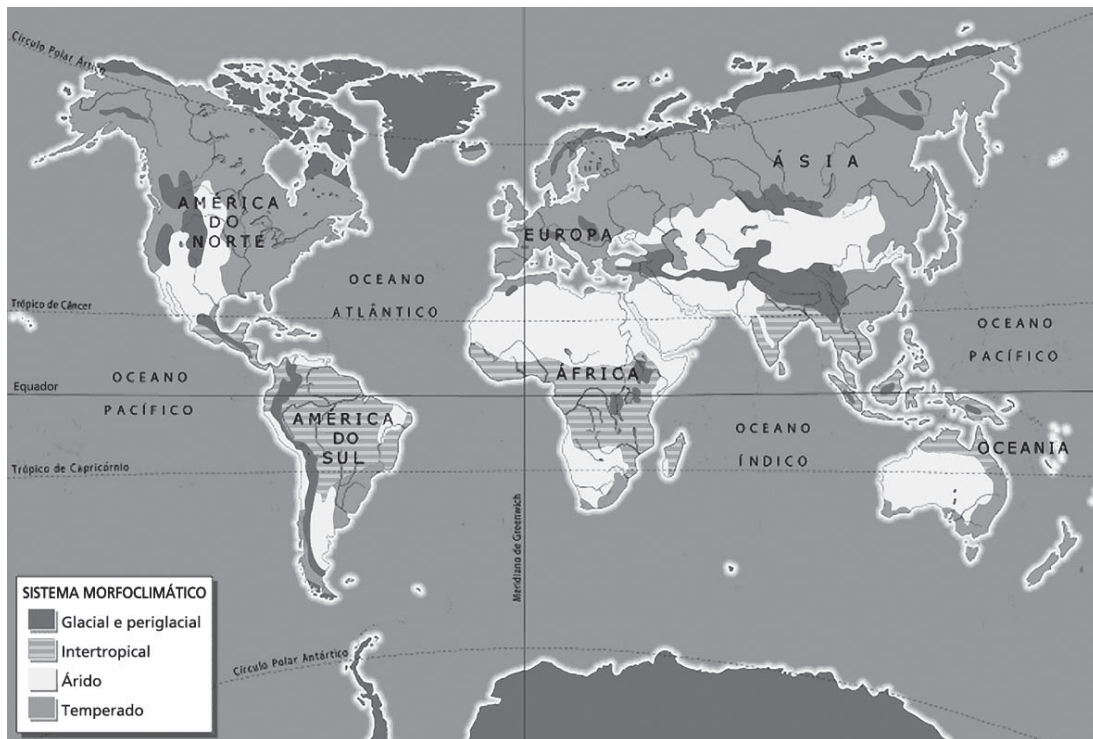 Círculo Polar Ártico
ÁSIA
AMÉRICA
DO
NORTE
EUROPA
OCEANO
ATLÂNTICO
Trópico de Câncer
OCEANO
PACÍFICO
ÁFRICA
Equador
OCEANO
PACÍFICO
AMÉRICA
DO
SUL
OCEANO
ÍNDICO
OCEANIA
Trópico de Capricórnio
Meridiano de Greenwich
SISTEMA MORFOCLIMÁTICO
Glacial e periglacial
Intertropical
Árido
Temperado
Círculo Polar Antártico